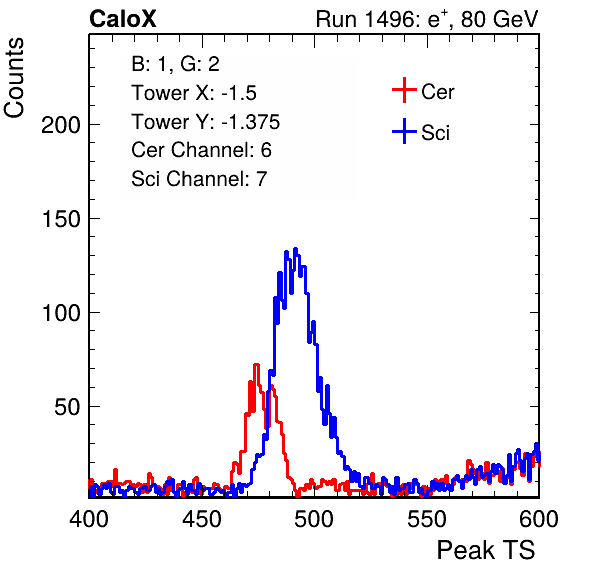 CaloX Run 1496: e⁺, 80 GeV
Counts
B: 1, G: 2
Tower X: -1.5
Tower Y: -1.375
Cer Channel: 6
Sci Channel: 7
Cer
Sci
200
150
100
50
400 450 500 550 600
Peak TS